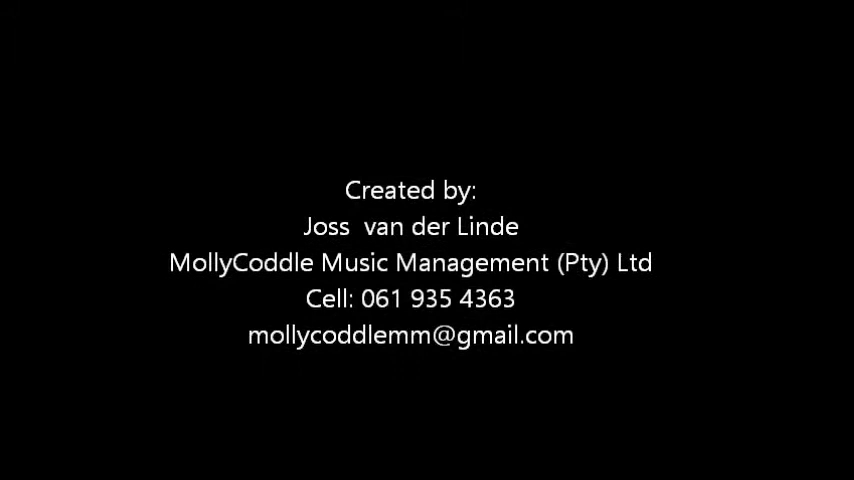 Created by:
Joss  van der Linde
MollyCoddle Music Management (Pty) Ltd
Cell: 061 935 4363
mollycoddlemm@gmail.com